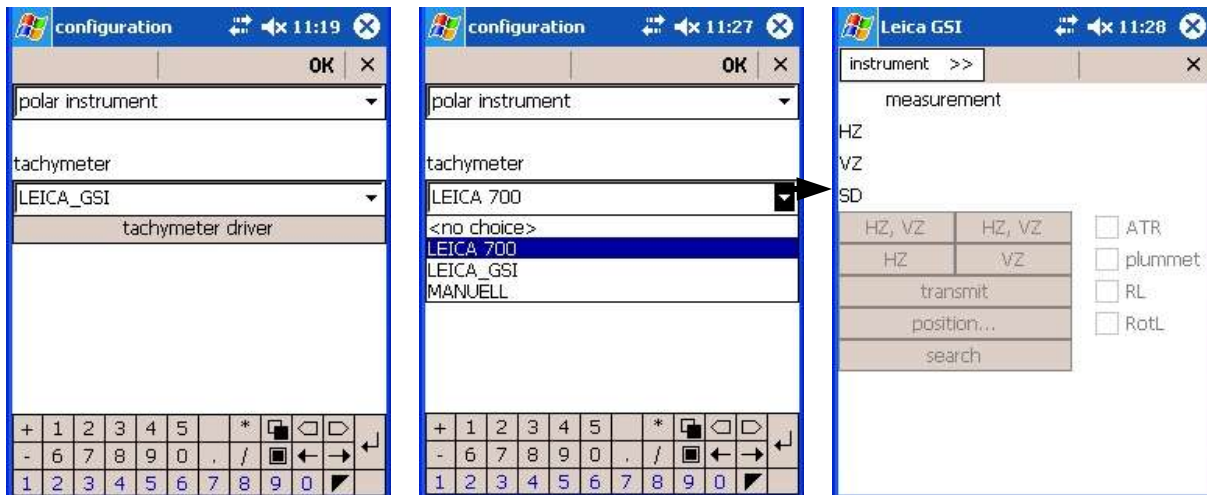 configuration 11:19
OK ×
polar instrument
tachymeter
LEICA_GSI
tachymeter driver
+ 1 2 3 4 5 *
- 6 7 8 9 0 . /
1 2 3 4 5 6 7 8 9 0
configuration 11:27
OK ×
polar instrument
tachymeter
LEICA 700
<no choice>
LEICA 700
LEICA_GSI
MANUELL
+ 1 2 3 4 5 *
- 6 7 8 9 0 . /
1 2 3 4 5 6 7 8 9 0
Leica GSI 11:28
instrument >> ×
measurement
HZ
VZ
SD
HZ, VZ HZ, VZ ATR
HZ VZ plummet
transmit RL
position... RotL
search